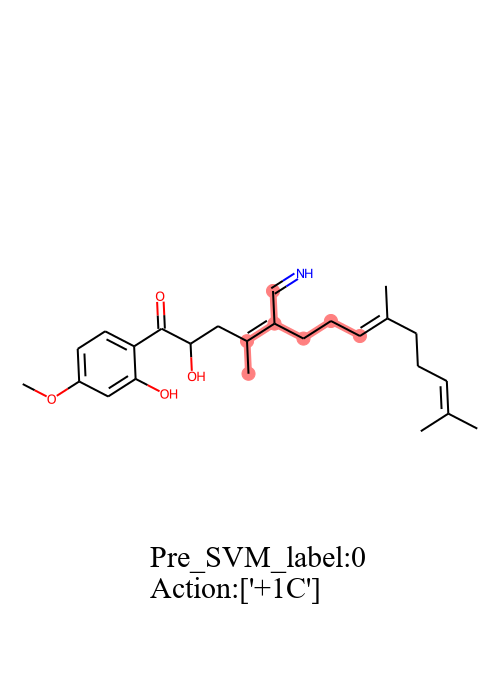 NH
O
OH
OH
O
Pre_SVM_label:0
Action:['+1C']